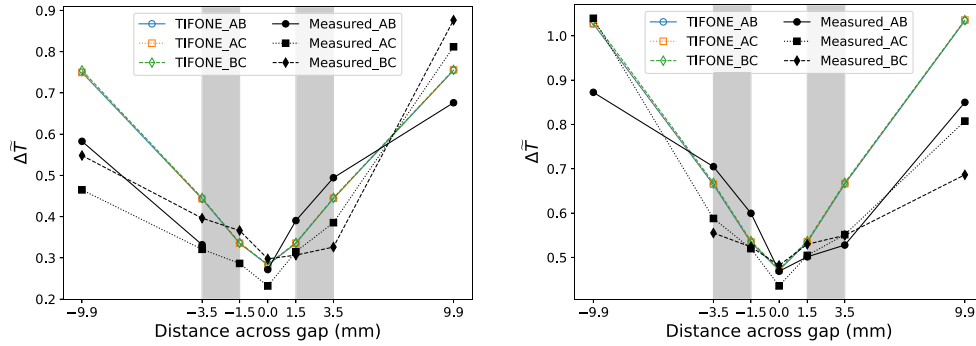 0.9
0.8
0.7
0.6
0.5
0.4
0.3
0.2
ΔT̃
TIFONE_AB
TIFONE_AC
TIFONE_BC
Measured_AB
Measured_AC
Measured_BC
−9.9 −3.5 −1.5 0.0 1.5 3.5 9.9
Distance across gap (mm)
1.0
0.9
0.8
0.7
0.6
0.5
ΔT̃
TIFONE_AB
TIFONE_AC
TIFONE_BC
Measured_AB
Measured_AC
Measured_BC
−9.9 −3.5 −1.5 0.0 1.5 3.5 9.9
Distance across gap (mm)